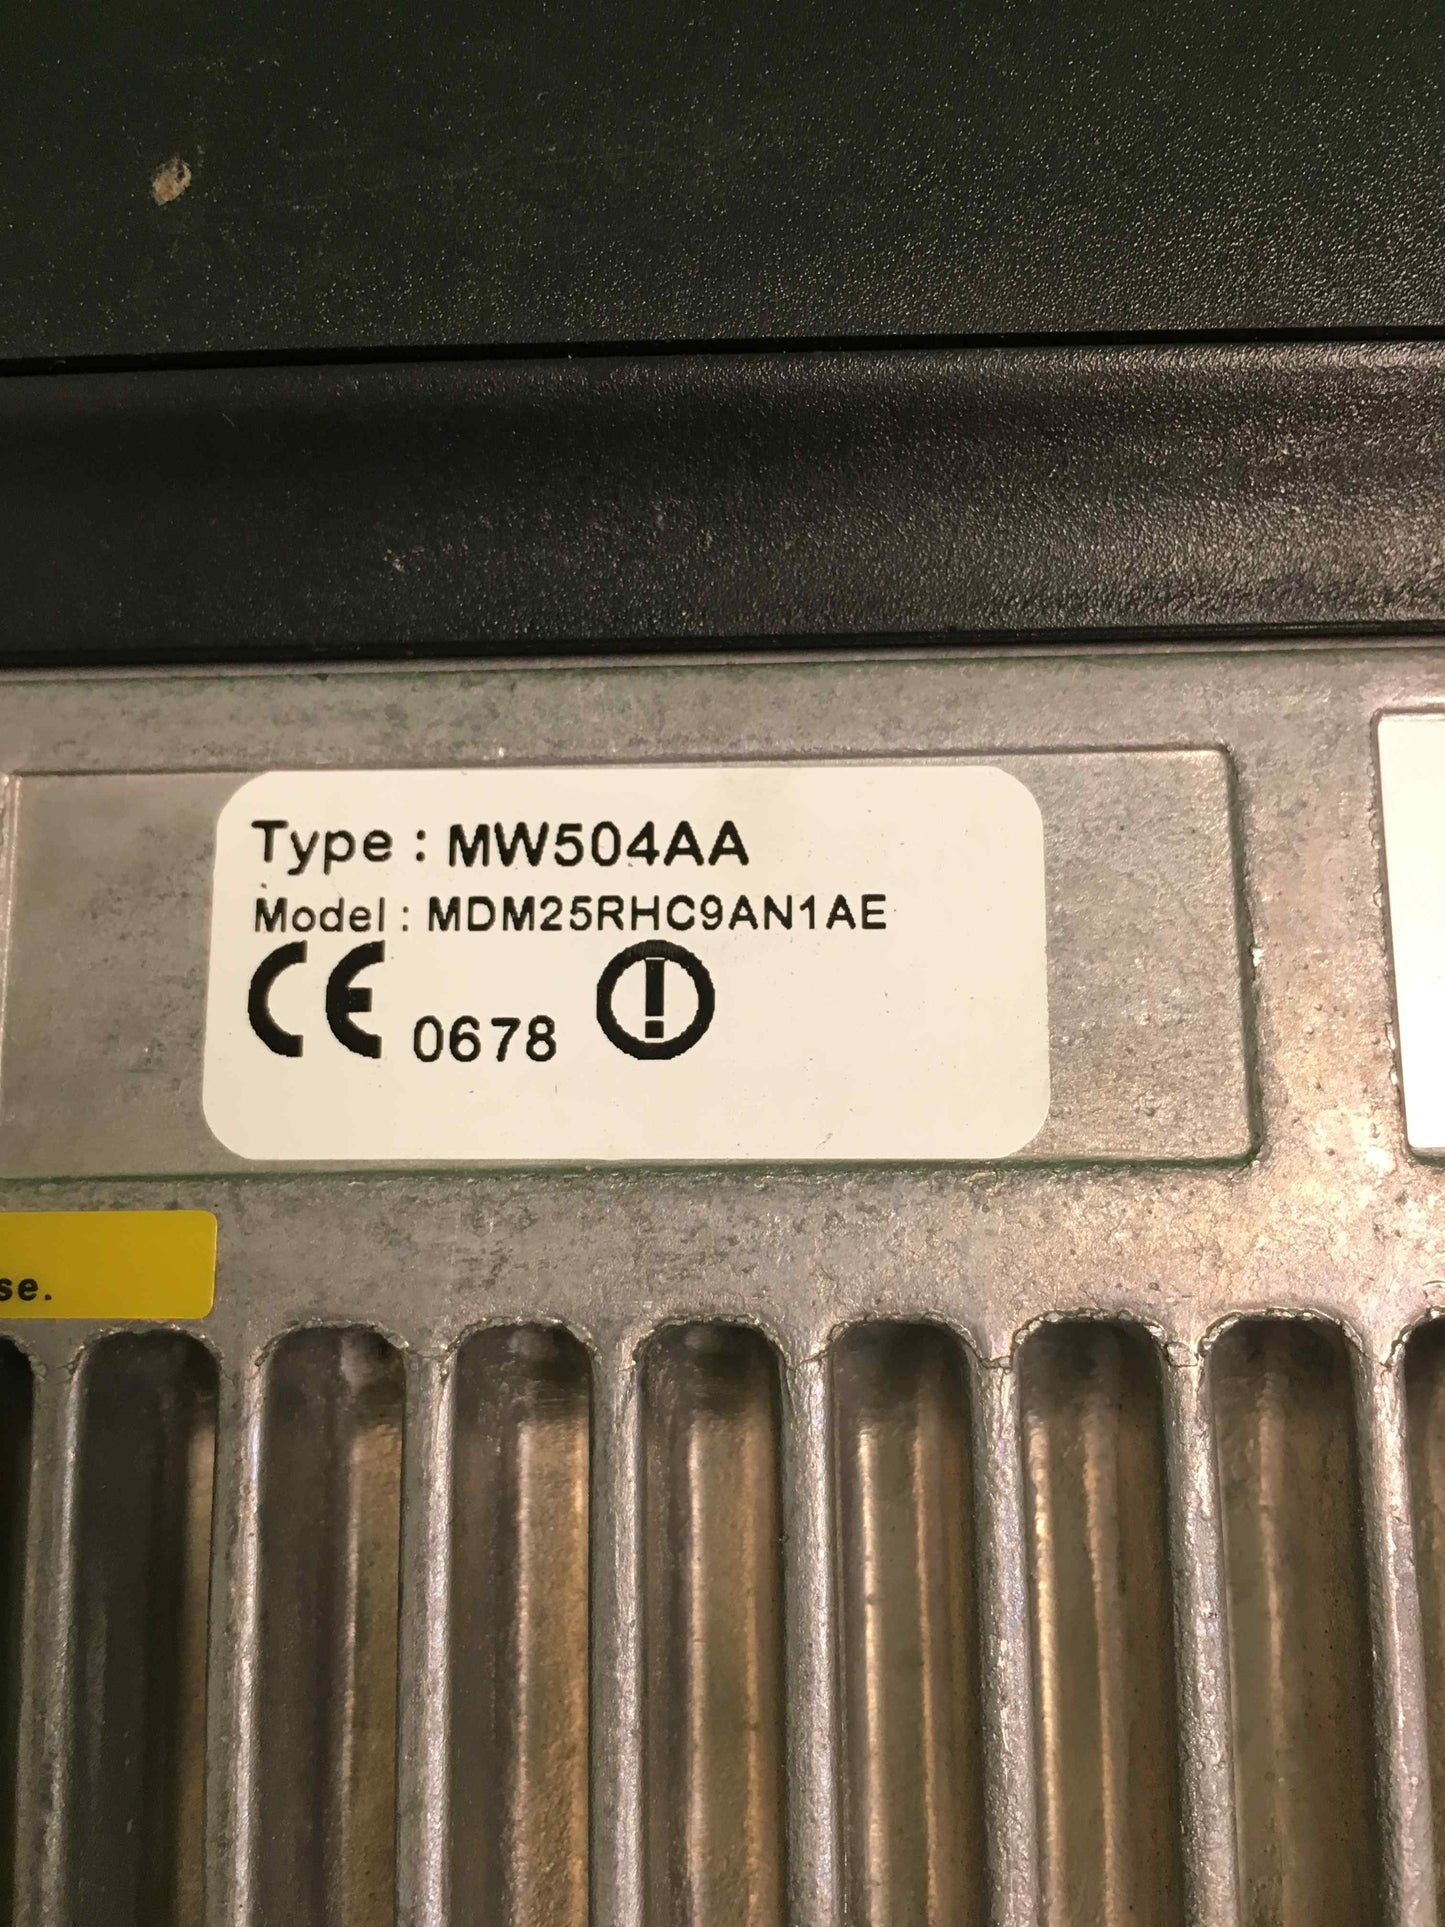 Type : MW504AA
Model : MDM25RHC9AN1AE
CE 0678
se.